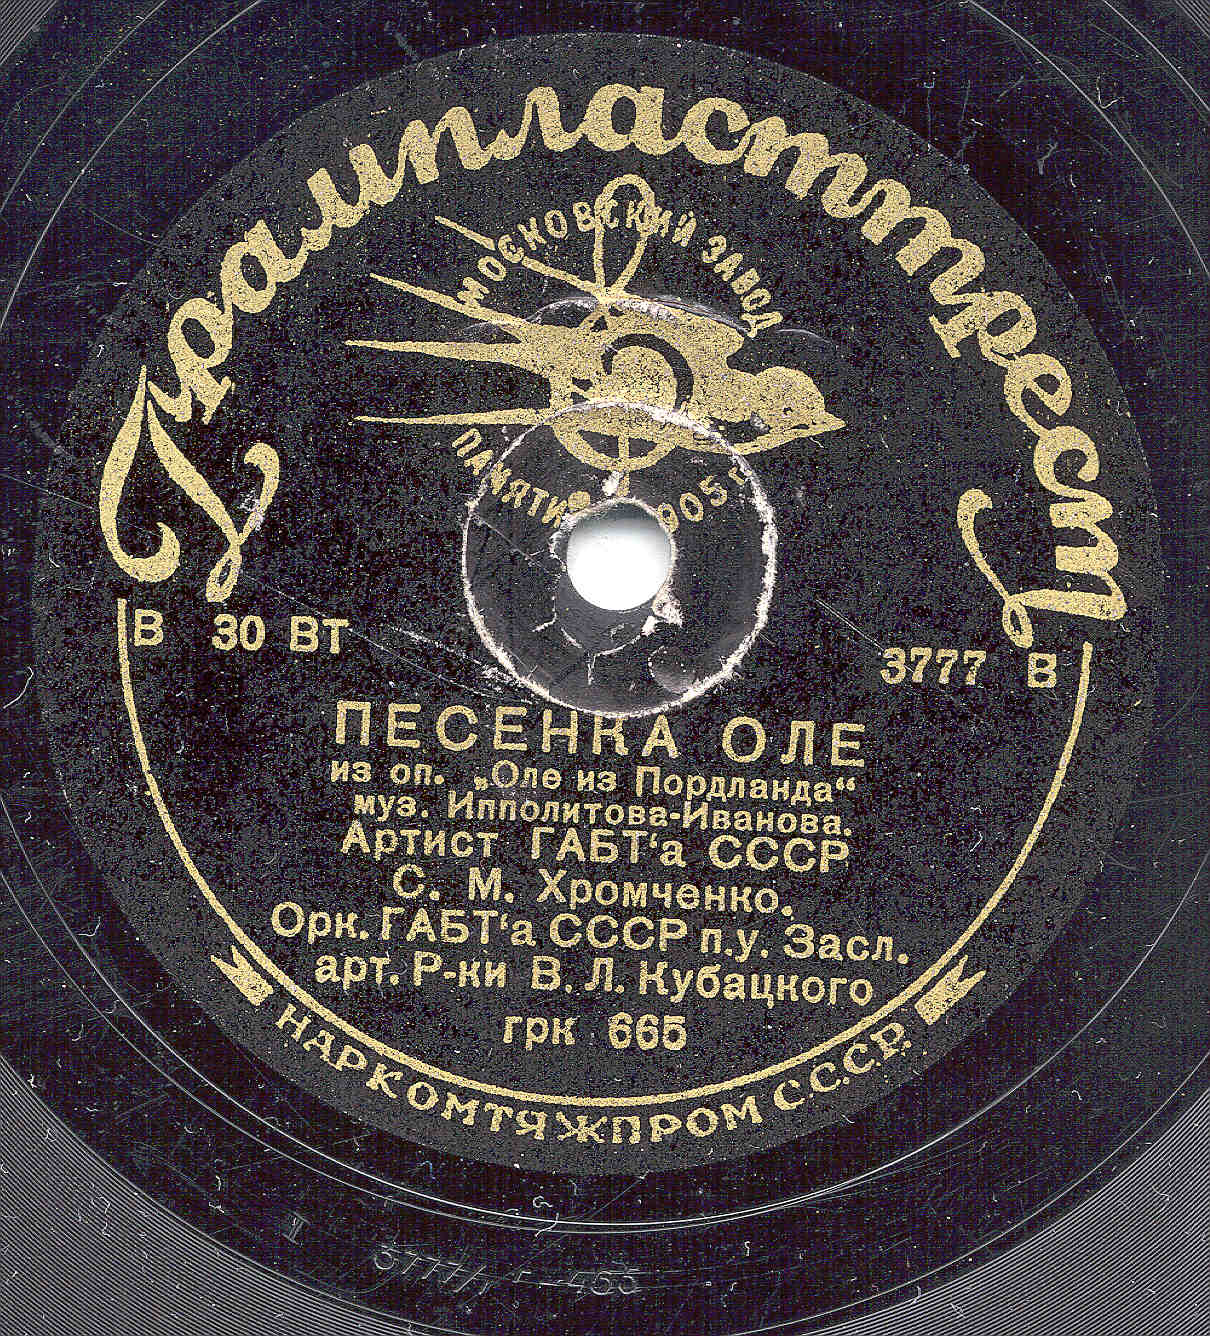 Грампласттрест
МОСКОВСКИЙ ЗАВОД
ПАМЯТИ 1905 г.
В 30 ВТ
3777 В
ПЕСЕНКА ОЛЕ
из оп. „Оле из Пордланда“
муз. Ипполитова-Иванова.
Артист ГАБТ‘а СССР
С. М. Хромченко.
Орк. ГАБТ‘а СССР п.у. Засл.
арт. Р-ки В. Л. Кубацкого
грк 665
НАРКОМТЯЖПРОМ С.С.С.Р.